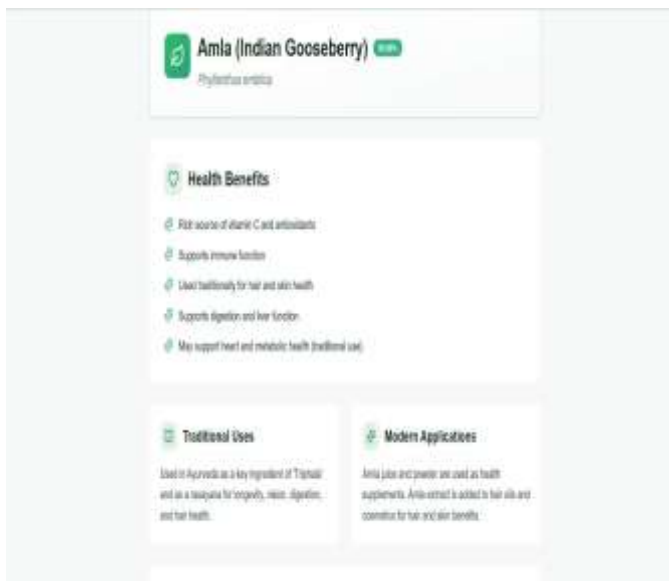 Amla (Indian Gooseberry)
Phyllanthus emblica
Health Benefits
Rich source of vitamin C and antioxidants
Supports immune function
Used traditionally for hair and skin health
Supports digestion and liver function
May support heart and metabolic health (traditional use)
Traditional Uses
Used in Ayurveda as a key ingredient of Triphala
and as a rasayana for longevity, vision, digestion,
and hair health.
Modern Applications
Amla juice and powder are used as health
supplements. Amla extract is added to hair oils and
cosmetics for hair and skin benefits.